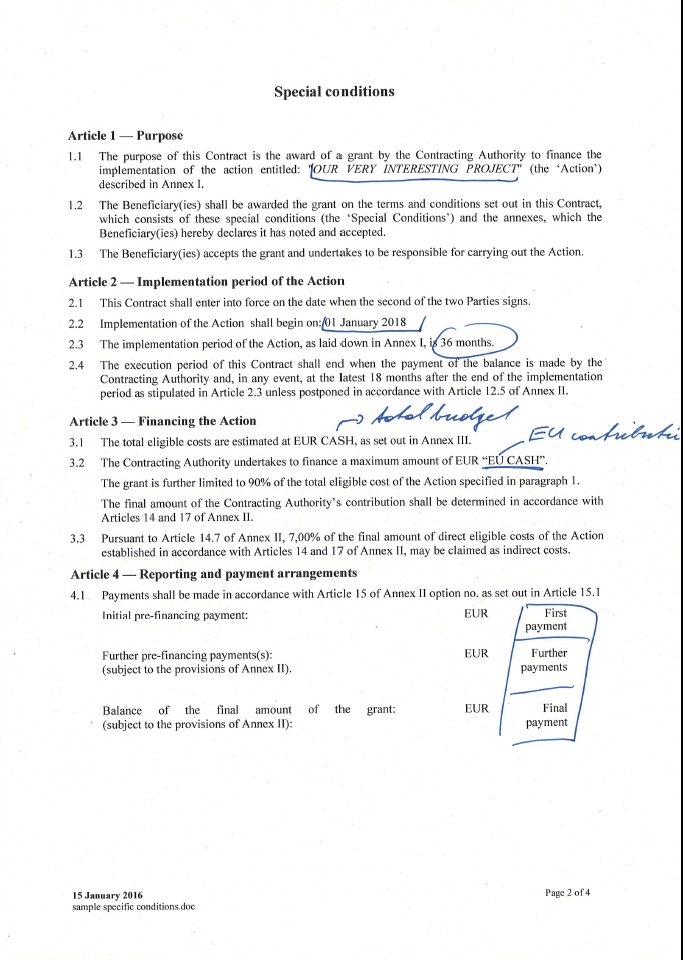 Special conditions
Article 1 — Purpose
1.1 The purpose of this Contract is the award of a grant by the Contracting Authority to finance the
implementation of the action entitled: "OUR VERY INTERESTING PROJECT" (the ‘Action’)
described in Annex I.
1.2 The Beneficiary(ies) shall be awarded the grant on the terms and conditions set out in this Contract,
which consists of these special conditions (the ‘Special Conditions’) and the annexes, which the
Beneficiary(ies) hereby declares it has noted and accepted.
1.3 The Beneficiary(ies) accepts the grant and undertakes to be responsible for carrying out the Action.
Article 2 — Implementation period of the Action
2.1 This Contract shall enter into force on the date when the second of the two Parties signs.
2.2 Implementation of the Action shall begin on: 01 January 2018
2.3 The implementation period of the Action, as laid down in Annex I, is 36 months.
2.4 The execution period of this Contract shall end when the payment of the balance is made by the
Contracting Authority and, in any event, at the latest 18 months after the end of the implementation
period as stipulated in Article 2.3 unless postponed in accordance with Article 12.5 of Annex II.
→ total budget
Article 3 — Financing the Action
EU contributi
3.1 The total eligible costs are estimated at EUR CASH, as set out in Annex III.
3.2 The Contracting Authority undertakes to finance a maximum amount of EUR “EU CASH”.
The grant is further limited to 90% of the total eligible cost of the Action specified in paragraph 1.
The final amount of the Contracting Authority’s contribution shall be determined in accordance with
Articles 14 and 17 of Annex II.
3.3 Pursuant to Article 14.7 of Annex II, 7,00% of the final amount of direct eligible costs of the Action
established in accordance with Articles 14 and 17 of Annex II, may be claimed as indirect costs.
Article 4 — Reporting and payment arrangements
4.1 Payments shall be made in accordance with Article 15 of Annex II option no. as set out in Article 15.1
Initial pre-financing payment: EUR First
payment
Further pre-financing payments(s): EUR Further
(subject to the provisions of Annex II). payments
Balance of the final amount of the grant: EUR Final
(subject to the provisions of Annex II): payment
15 January 2016 Page 2 of 4
sample specific conditions.doc